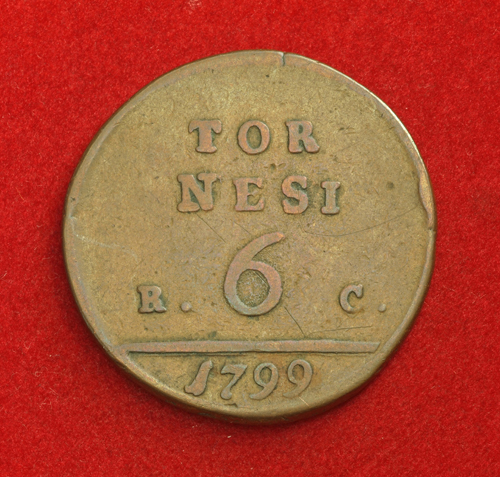 TOR
NESI
6
R. C.
1799